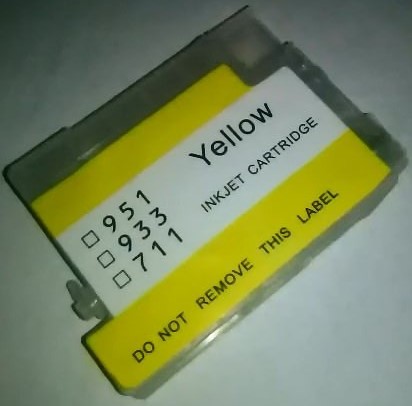 Yellow
INKJET CARTRIDGE
☐ 951
☐ 933
☐ 711
DO NOT REMOVE THIS LABEL